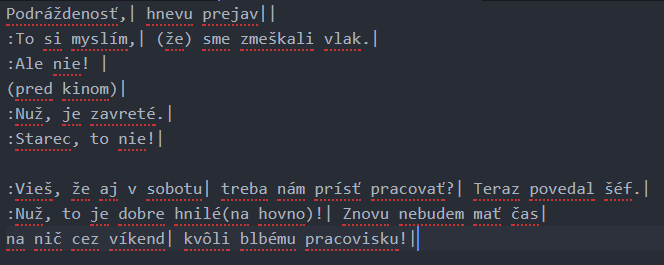 Podráždenosť,| hnevu prejav||
:To si myslím,| (že) sme zmeškali vlak.|
:Ale nie! |
(pred kinom)|
:Nuž, je zavreté.|
:Starec, to nie!|
:Vieš, že aj v sobotu| treba nám prísť pracovať?| Teraz povedal šéf.|
:Nuž, to je dobre hnilé(na hovno)!| Znovu nebudem mať čas|
na nič cez víkend| kvôli blbému pracovisku!|